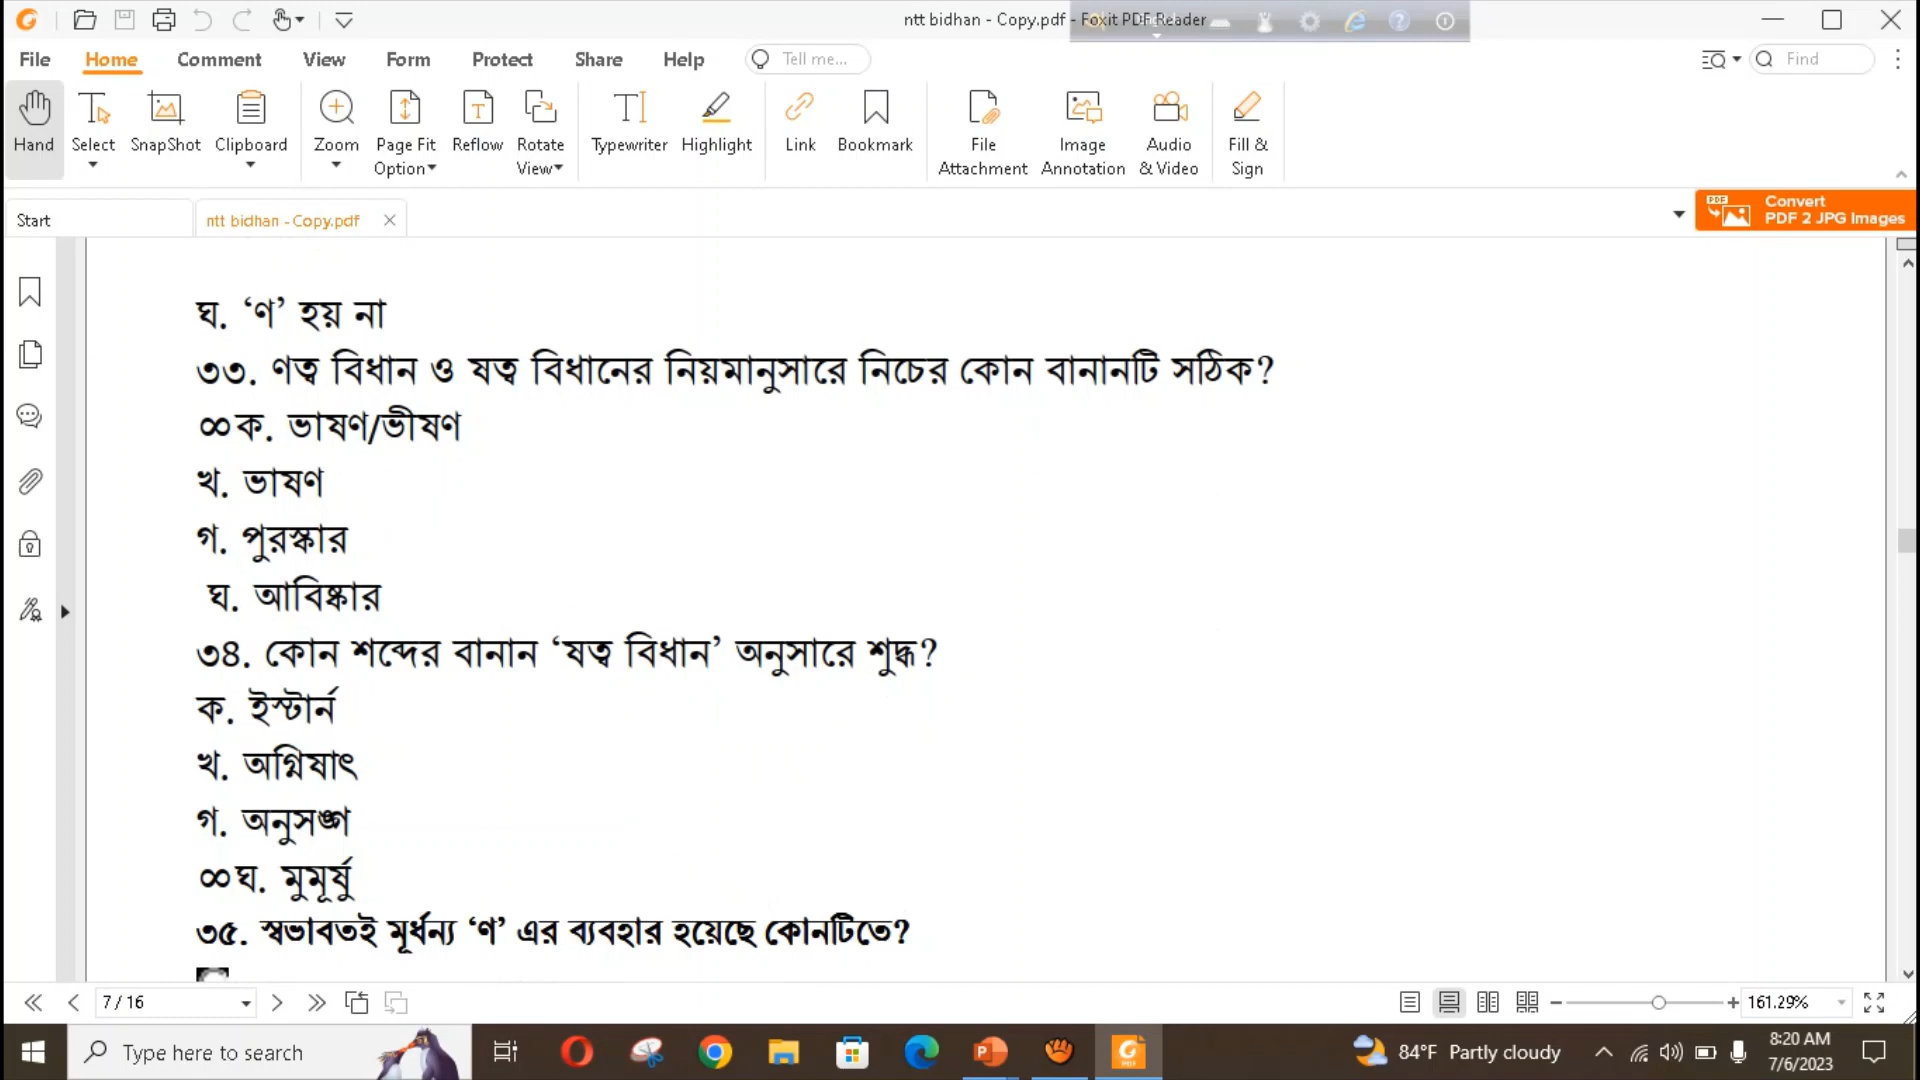 ntt bidhan - Copy.pdf - Foxit PDF Reader
File Home Comment View Form Protect Share Help Tell me... Find
Hand Select SnapShot Clipboard Zoom Page Fit Option Reflow Rotate View Typewriter Highlight Link Bookmark File Attachment Image Annotation Audio & Video Fill & Sign
Start ntt bidhan - Copy.pdf
PDF Convert PDF 2 JPG Images
ঘ. ‘ণ’ হয় না
৩৩. ণত্ব বিধান ও ষত্ব বিধানের নিয়মানুসারে নিচের কোন বানানটি সঠিক?
∞ক. ভাষণ/ভীষণ
খ. ভাষণ
গ. পুরস্কার
ঘ. আবিষ্কার
৩৪. কোন শব্দের বানান ‘ষত্ব বিধান’ অনুসারে শুদ্ধ?
ক. ইস্টার্ন
খ. অগ্নিষাৎ
গ. অনুসঙ্গ
∞ঘ. মুমূর্ষু
৩৫. স্বভাবতই মূর্ধন্য ‘ণ’ এর ব্যবহার হয়েছে কোনটিতে?
7 / 16 161.29%
Type here to search 84°F Partly cloudy 8:20 AM
7/6/2023